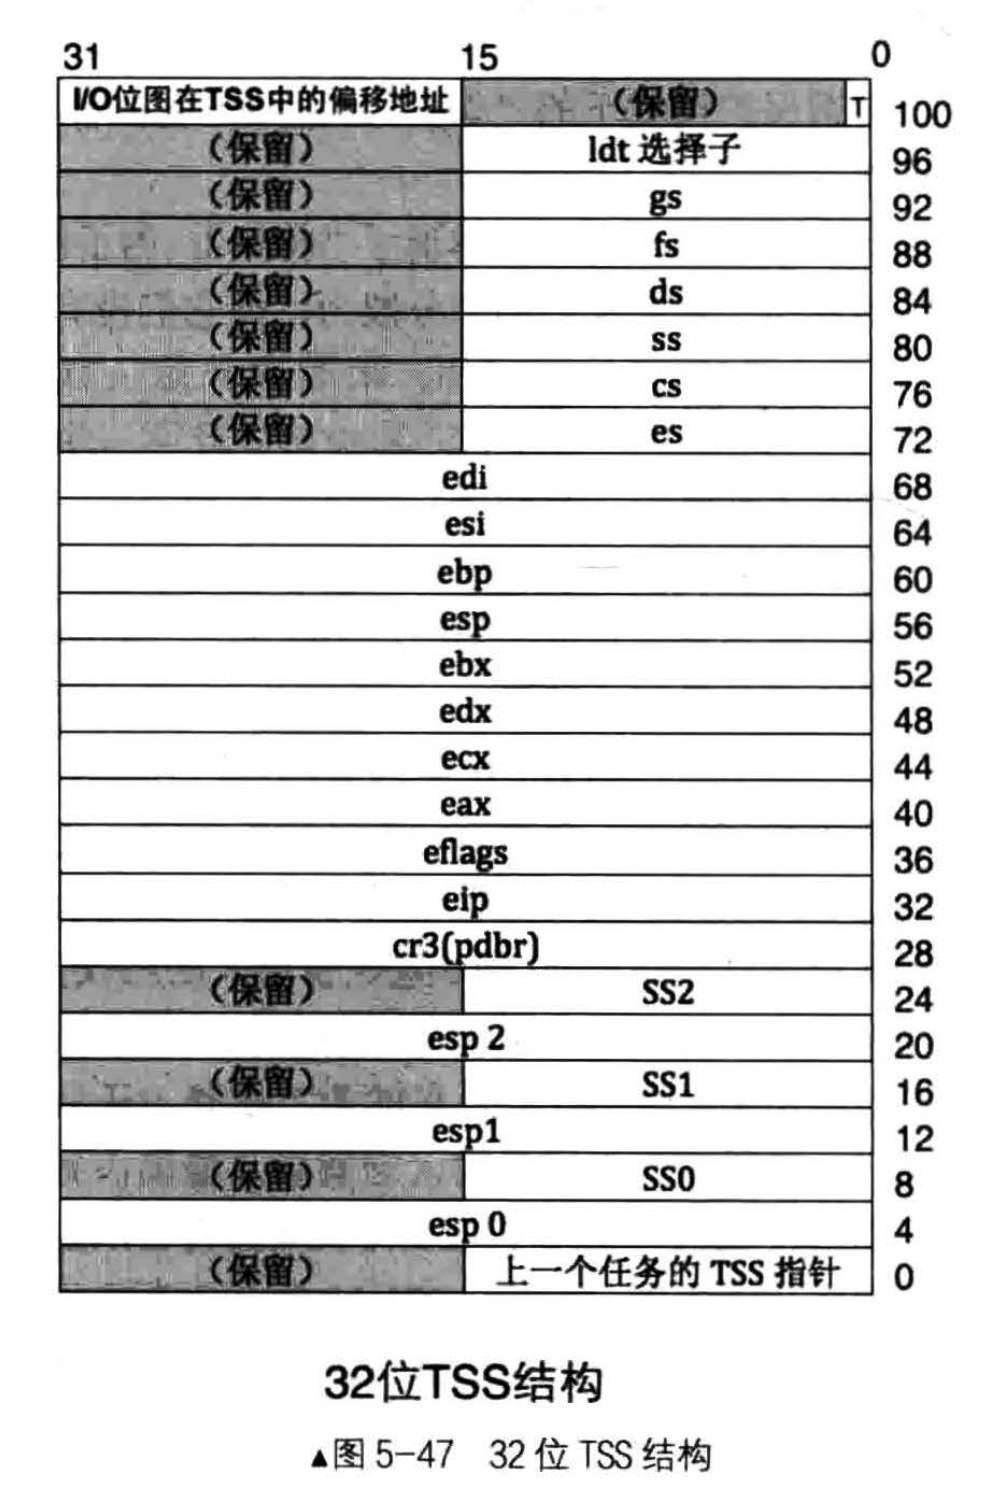 31 15 0
I/O位图在TSS中的偏移地址 （保留） T 100
（保留） ldt 选择子 96
（保留） gs 92
（保留） fs 88
（保留） ds 84
（保留） ss 80
（保留） cs 76
（保留） es 72
edi 68
esi 64
ebp 60
esp 56
ebx 52
edx 48
ecx 44
eax 40
eflags 36
eip 32
cr3(pdbr) 28
（保留） SS2 24
esp 2 20
（保留） SS1 16
esp1 12
（保留） SS0 8
esp 0 4
（保留） 上一个任务的 TSS 指针 0
32位TSS结构
▲图 5-47 32 位 TSS 结构